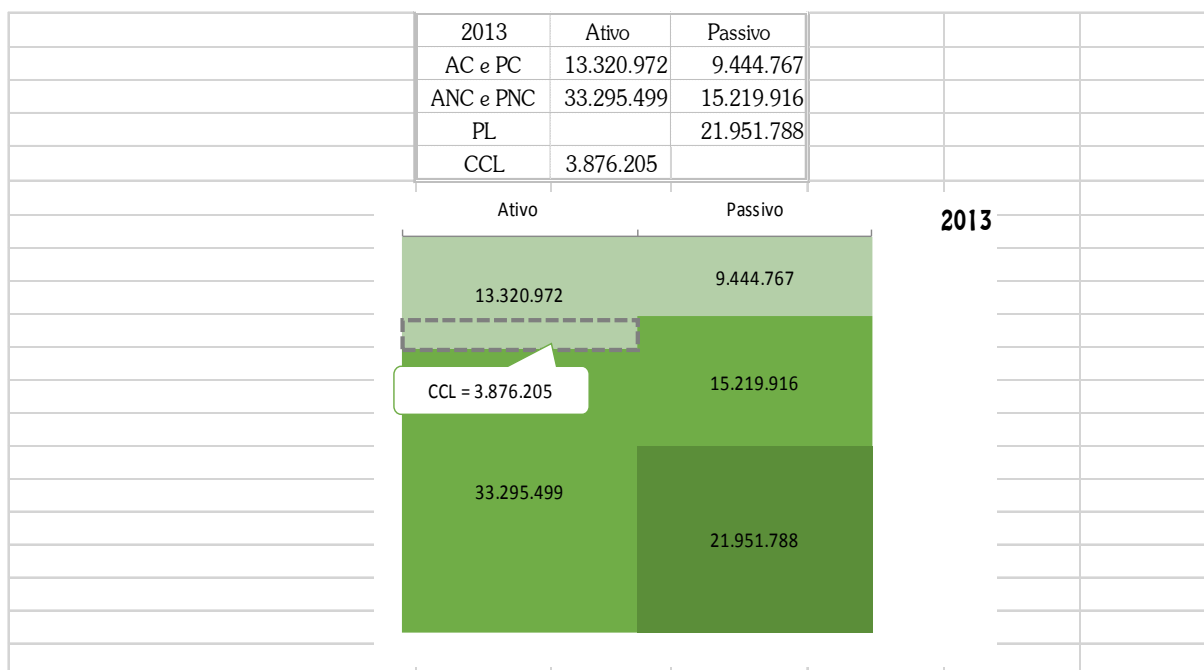 2013 Ativo Passivo
AC e PC 13.320.972 9.444.767
ANC e PNC 33.295.499 15.219.916
PL 21.951.788
CCL 3.876.205
Ativo Passivo 2013
9.444.767
13.320.972
15.219.916
CCL = 3.876.205
33.295.499
21.951.788